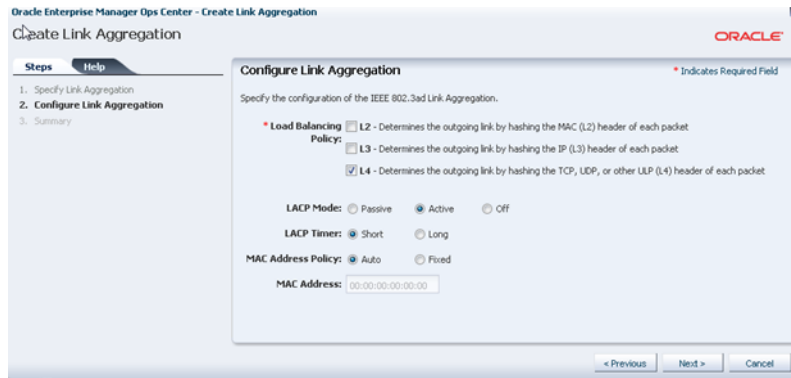 Oracle Enterprise Manager Ops Center - Create Link Aggregation
Create Link Aggregation
ORACLE
Steps Help
1. Specify Link Aggregation
2. Configure Link Aggregation
3. Summary
Configure Link Aggregation
* Indicates Required Field
Specify the configuration of the IEEE 802.3ad Link Aggregation.
* Load Balancing Policy:
L2 - Determines the outgoing link by hashing the MAC (L2) header of each packet
L3 - Determines the outgoing link by hashing the IP (L3) header of each packet
L4 - Determines the outgoing link by hashing the TCP, UDP, or other ULP (L4) header of each packet
LACP Mode: Passive Active Off
LACP Timer: Short Long
MAC Address Policy: Auto Fixed
MAC Address: 00:00:00:00:00:00
< Previous Next > Cancel